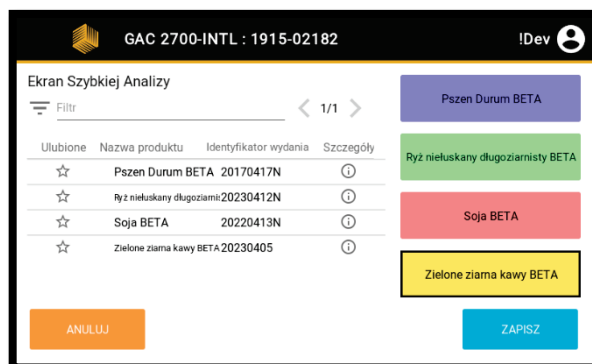 GAC 2700-INTL : 1915-02182
!Dev
Ekran Szybkiej Analizy
Filtr
1/1
Ulubione Nazwa produktu Identyfikator wydania Szczegóły
Pszen Durum BETA 20170417N
Ryż niełuskany długoziarni: 20230412N
Soja BETA 20220413N
Zielone ziarna kawy BETA 20230405
Pszen Durum BETA
Ryż niełuskany długoziarnisty BETA
Soja BETA
Zielone ziarna kawy BETA
ANULUJ
ZAPISZ